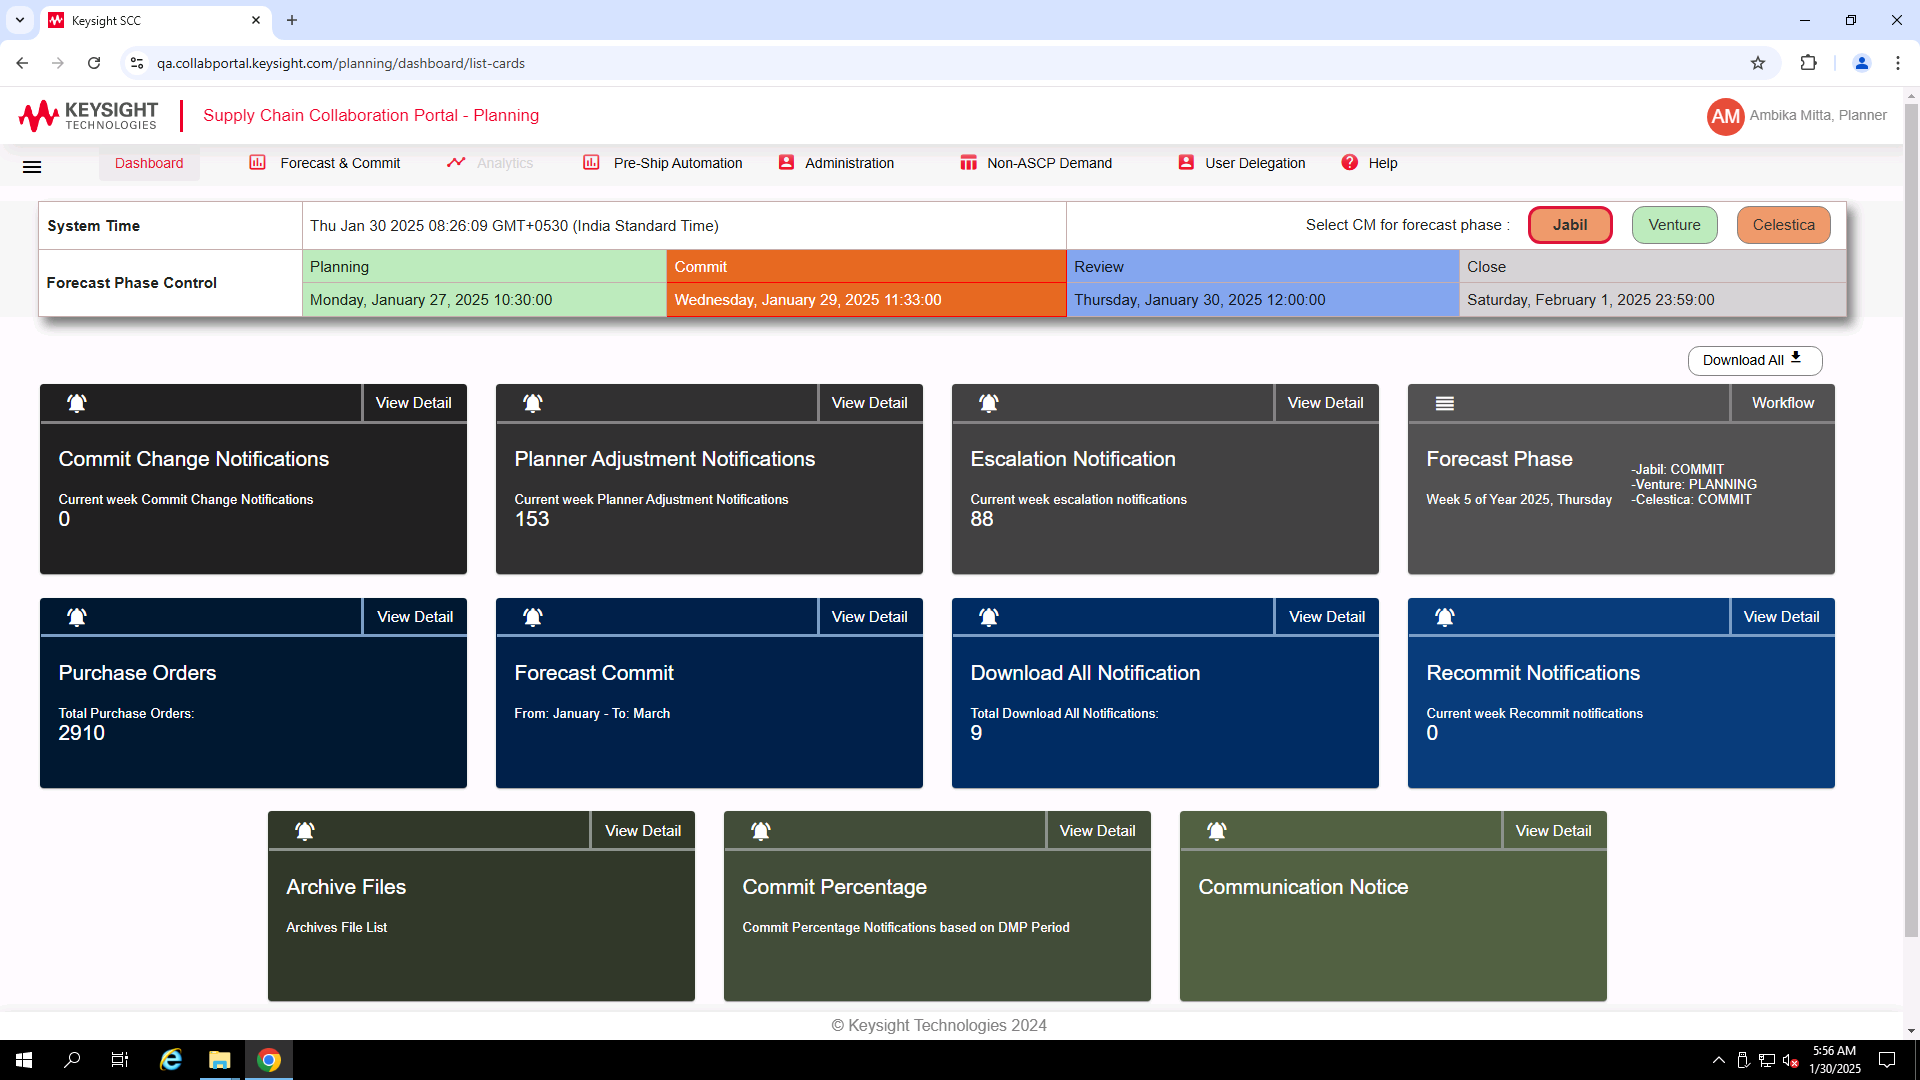 Keysight SCC
qa.collabportal.keysight.com/planning/dashboard/list-cards
KEYSIGHT
TECHNOLOGIES
Supply Chain Collaboration Portal - Planning
AM
Ambika Mitta, Planner
Dashboard
Forecast & Commit
Analytics
Pre-Ship Automation
Administration
Non-ASCP Demand
User Delegation
Help
System Time
Thu Jan 30 2025 08:26:09 GMT+0530 (India Standard Time)
Select CM for forecast phase :
Jabil
Venture
Celestica
Forecast Phase Control
Planning
Commit
Review
Close
Monday, January 27, 2025 10:30:00
Wednesday, January 29, 2025 11:33:00
Thursday, January 30, 2025 12:00:00
Saturday, February 1, 2025 23:59:00
Download All
View Detail
Commit Change Notifications
Current week Commit Change Notifications
0
View Detail
Planner Adjustment Notifications
Current week Planner Adjustment Notifications
153
View Detail
Escalation Notification
Current week escalation notifications
88
Workflow
Forecast Phase
Week 5 of Year 2025, Thursday
-Jabil: COMMIT
-Venture: PLANNING
-Celestica: COMMIT
View Detail
Purchase Orders
Total Purchase Orders:
2910
View Detail
Forecast Commit
From: January - To: March
View Detail
Download All Notification
Total Download All Notifications:
9
View Detail
Recommit Notifications
Current week Recommit notifications
0
View Detail
Archive Files
Archives File List
View Detail
Commit Percentage
Commit Percentage Notifications based on DMP Period
View Detail
Communication Notice
© Keysight Technologies 2024
5:56 AM
1/30/2025